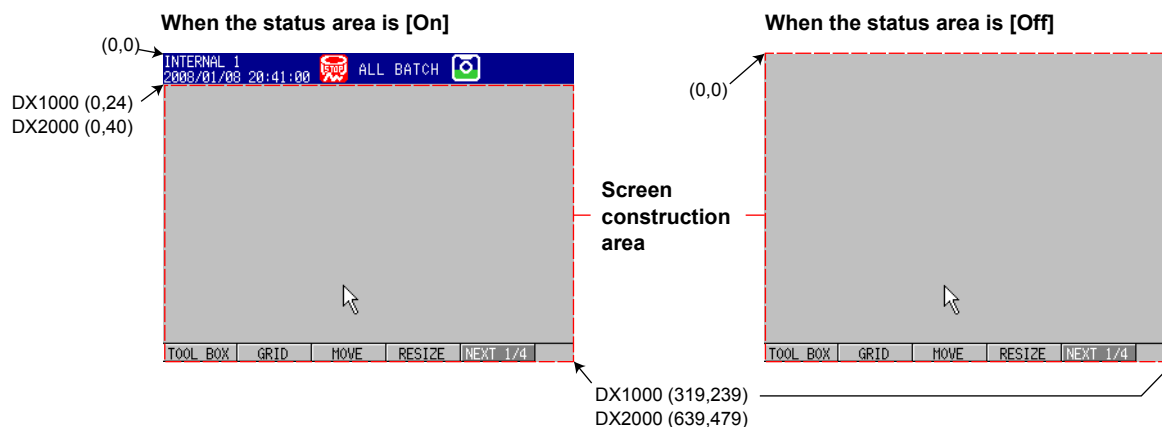 When the status area is [On]
When the status area is [Off]
(0,0)
INTERNAL 1
2008/01/08 20:41:00
STOP
ALL BATCH
DX1000 (0,24)
DX2000 (0,40)
(0,0)
Screen
construction
area
TOOL BOX GRID MOVE RESIZE NEXT 1/4
TOOL BOX GRID MOVE RESIZE NEXT 1/4
DX1000 (319,239)
DX2000 (639,479)